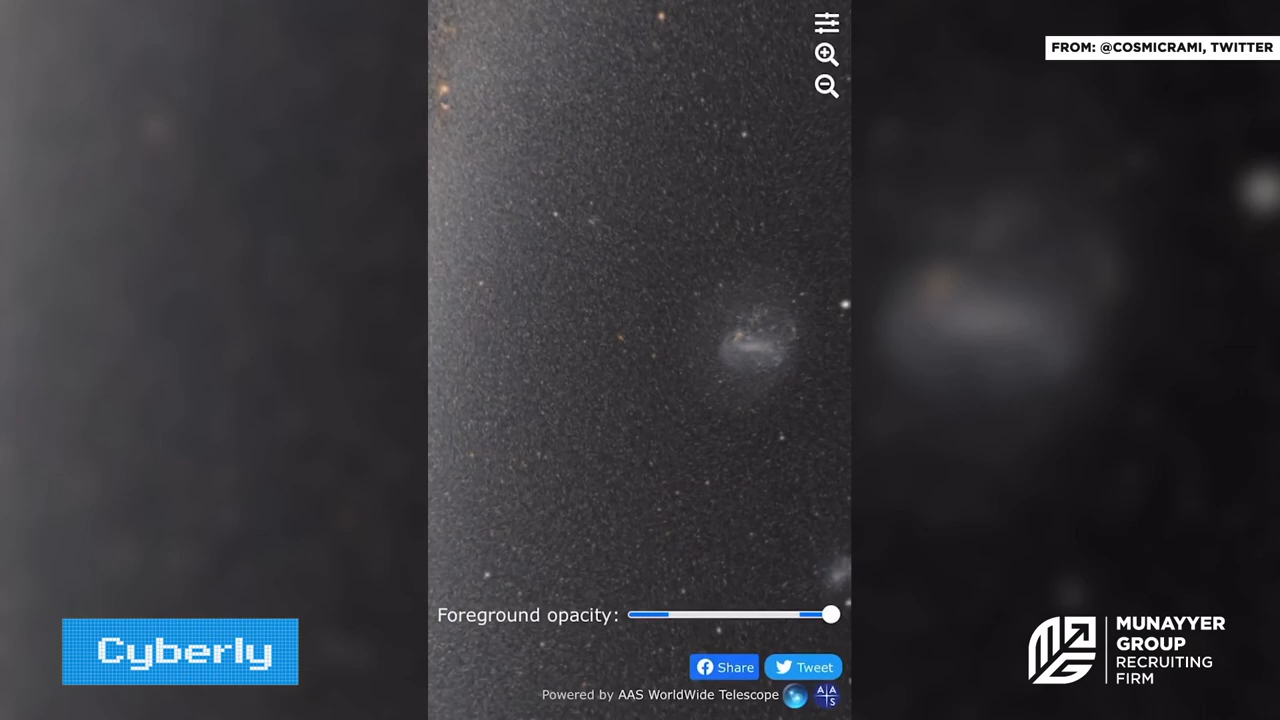 FROM: @COSMICRAMI, TWITTER
Foreground opacity:
Share
Tweet
Powered by AAS WorldWide Telescope
A A
S
Cyberly
MUNAYYER
GROUP
RECRUITING
FIRM